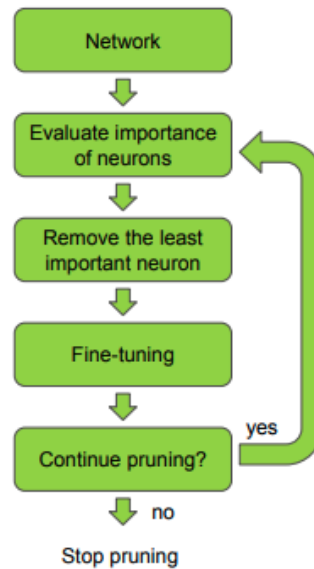 Network
Evaluate importance
of neurons
Remove the least
important neuron
Fine-tuning
Continue pruning?
yes
no
Stop pruning